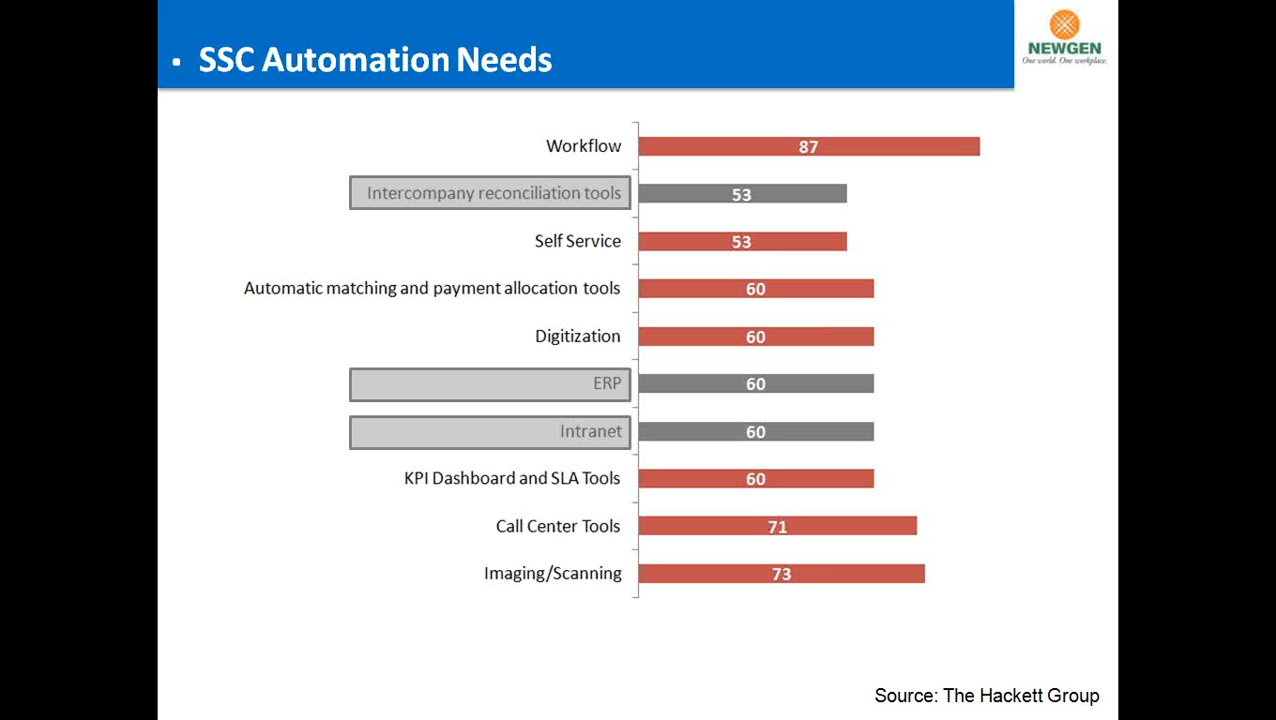 ▪ SSC Automation Needs
NEWGEN
One world. One workplace.
Workflow 87
Intercompany reconciliation tools 53
Self Service 53
Automatic matching and payment allocation tools 60
Digitization 60
ERP 60
Intranet 60
KPI Dashboard and SLA Tools 60
Call Center Tools 71
Imaging/Scanning 73
Source: The Hackett Group